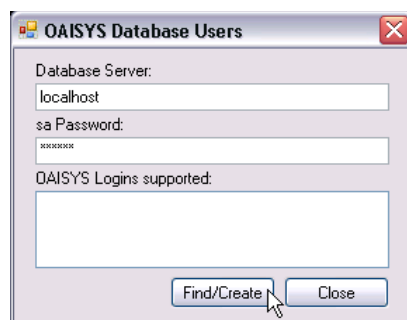 OAISYS Database Users
Database Server:
localhost
sa Password:
******
OAISYS Logins supported:
Find/Create Close